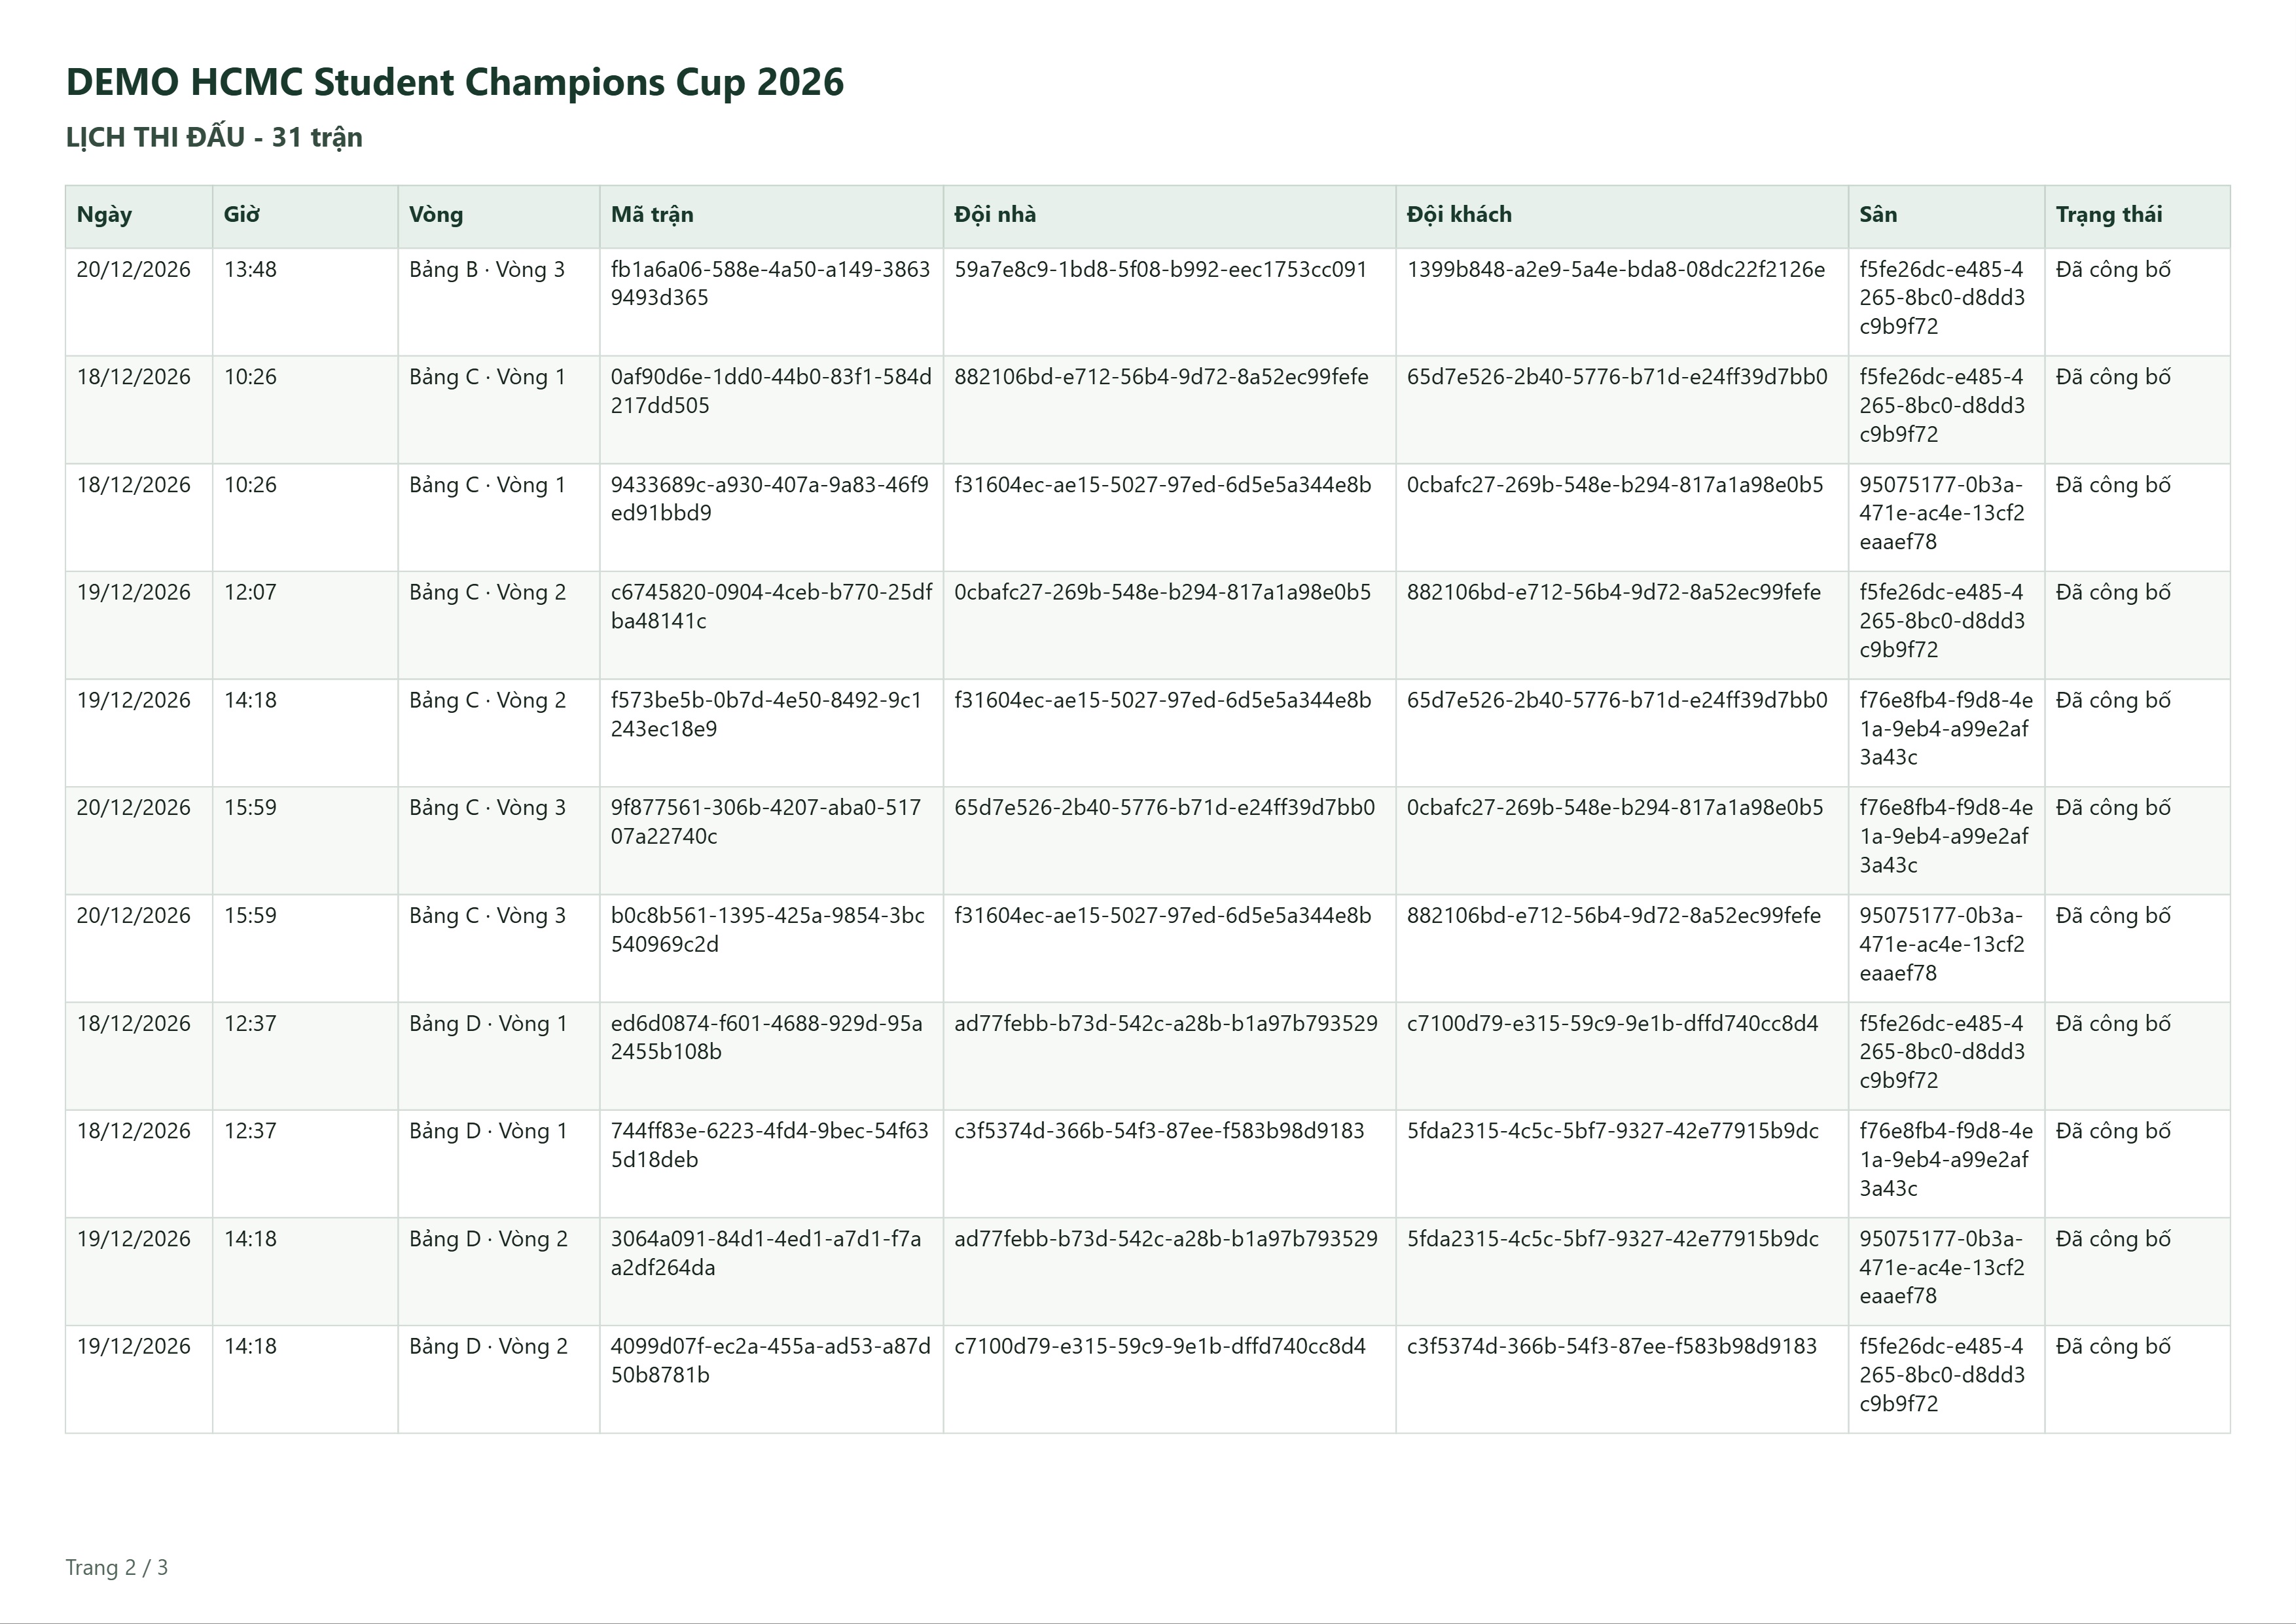 DEMO HCMC Student Champions Cup 2026
LỊCH THI ĐẤU - 31 trận
Ngày Giờ Vòng Mã trận Đội nhà Đội khách Sân Trạng thái
20/12/2026 13:48 Bảng B · Vòng 3 fb1a6a06-588e-4a50-a149-3863 59a7e8c9-1bd8-5f08-b992-eec1753cc091 1399b848-a2e9-5a4e-bda8-08dc22f2126e f5fe26dc-e485-4 Đã công bố
9493d365 265-8bc0-d8dd3
c9b9f72
18/12/2026 10:26 Bảng C · Vòng 1 0af90d6e-1dd0-44b0-83f1-584d 882106bd-e712-56b4-9d72-8a52ec99fefe 65d7e526-2b40-5776-b71d-e24ff39d7bb0 f5fe26dc-e485-4 Đã công bố
217dd505 265-8bc0-d8dd3
c9b9f72
18/12/2026 10:26 Bảng C · Vòng 1 9433689c-a930-407a-9a83-46f9 f31604ec-ae15-5027-97ed-6d5e5a344e8b 0cbafc27-269b-548e-b294-817a1a98e0b5 95075177-0b3a- Đã công bố
ed91bbd9 471e-ac4e-13cf2
eaaef78
19/12/2026 12:07 Bảng C · Vòng 2 c6745820-0904-4ceb-b770-25df 0cbafc27-269b-548e-b294-817a1a98e0b5 882106bd-e712-56b4-9d72-8a52ec99fefe f5fe26dc-e485-4 Đã công bố
ba48141c 265-8bc0-d8dd3
c9b9f72
19/12/2026 14:18 Bảng C · Vòng 2 f573be5b-0b7d-4e50-8492-9c1 f31604ec-ae15-5027-97ed-6d5e5a344e8b 65d7e526-2b40-5776-b71d-e24ff39d7bb0 f76e8fb4-f9d8-4e Đã công bố
243ec18e9 1a-9eb4-a99e2af
3a43c
20/12/2026 15:59 Bảng C · Vòng 3 9f877561-306b-4207-aba0-517 65d7e526-2b40-5776-b71d-e24ff39d7bb0 0cbafc27-269b-548e-b294-817a1a98e0b5 f76e8fb4-f9d8-4e Đã công bố
07a22740c 1a-9eb4-a99e2af
3a43c
20/12/2026 15:59 Bảng C · Vòng 3 b0c8b561-1395-425a-9854-3bc f31604ec-ae15-5027-97ed-6d5e5a344e8b 882106bd-e712-56b4-9d72-8a52ec99fefe 95075177-0b3a- Đã công bố
540969c2d 471e-ac4e-13cf2
eaaef78
18/12/2026 12:37 Bảng D · Vòng 1 ed6d0874-f601-4688-929d-95a ad77febb-b73d-542c-a28b-b1a97b793529 c7100d79-e315-59c9-9e1b-dffd740cc8d4 f5fe26dc-e485-4 Đã công bố
2455b108b 265-8bc0-d8dd3
c9b9f72
18/12/2026 12:37 Bảng D · Vòng 1 744ff83e-6223-4fd4-9bec-54f63 c3f5374d-366b-54f3-87ee-f583b98d9183 5fda2315-4c5c-5bf7-9327-42e77915b9dc f76e8fb4-f9d8-4e Đã công bố
5d18deb 1a-9eb4-a99e2af
3a43c
19/12/2026 14:18 Bảng D · Vòng 2 3064a091-84d1-4ed1-a7d1-f7a ad77febb-b73d-542c-a28b-b1a97b793529 5fda2315-4c5c-5bf7-9327-42e77915b9dc 95075177-0b3a- Đã công bố
a2df264da 471e-ac4e-13cf2
eaaef78
19/12/2026 14:18 Bảng D · Vòng 2 4099d07f-ec2a-455a-ad53-a87d c7100d79-e315-59c9-9e1b-dffd740cc8d4 c3f5374d-366b-54f3-87ee-f583b98d9183 f5fe26dc-e485-4 Đã công bố
50b8781b 265-8bc0-d8dd3
c9b9f72
Trang 2 / 3